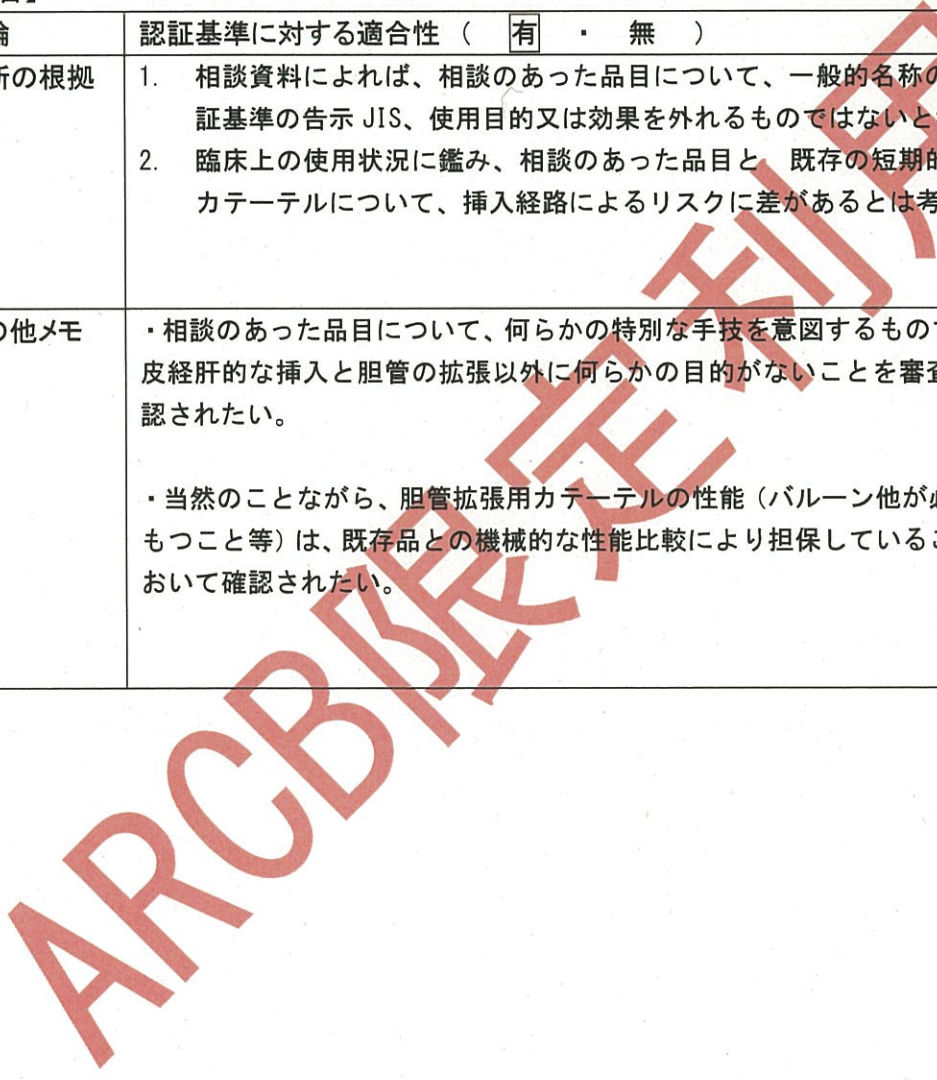 論
認証基準に対する適合性 ( 有 ・ 無 )
断の根拠
1. 相談資料によれば、相談のあった品目について、一般的名称の
証基準の告示 JIS、使用目的又は効果を外れるものではないと
2. 臨床上の使用状況に鑑み、相談のあった品目と 既存の短期的
カテーテルについて、挿入経路によるリスクに差があるとは考
の他メモ
・相談のあった品目について、何らかの特別な手技を意図するもので
皮経肝的な挿入と胆管の拡張以外に何らかの目的がないことを審査
認されたい。
・当然のことながら、胆管拡張用カテーテルの性能（バルーン他が必
もつこと等）は、既存品との機械的な性能比較により担保しているこ
おいて確認されたい。
ARCB限定利用